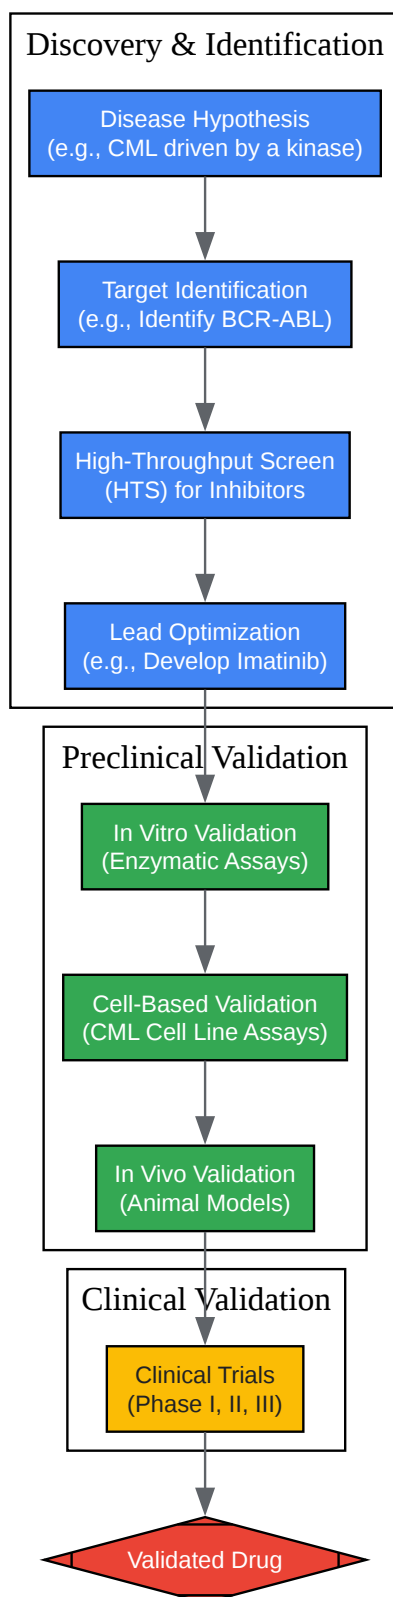 Discovery & Identification
Disease Hypothesis
(e.g., CML driven by a kinase)
Target Identification
(e.g., Identify BCR-ABL)
High-Throughput Screen
(HTS) for Inhibitors
Lead Optimization
(e.g., Develop Imatinib)
Preclinical Validation
In Vitro Validation
(Enzymatic Assays)
Cell-Based Validation
(CML Cell Line Assays)
In Vivo Validation
(Animal Models)
Clinical Validation
Clinical Trials
(Phase I, II, III)
Validated Drug